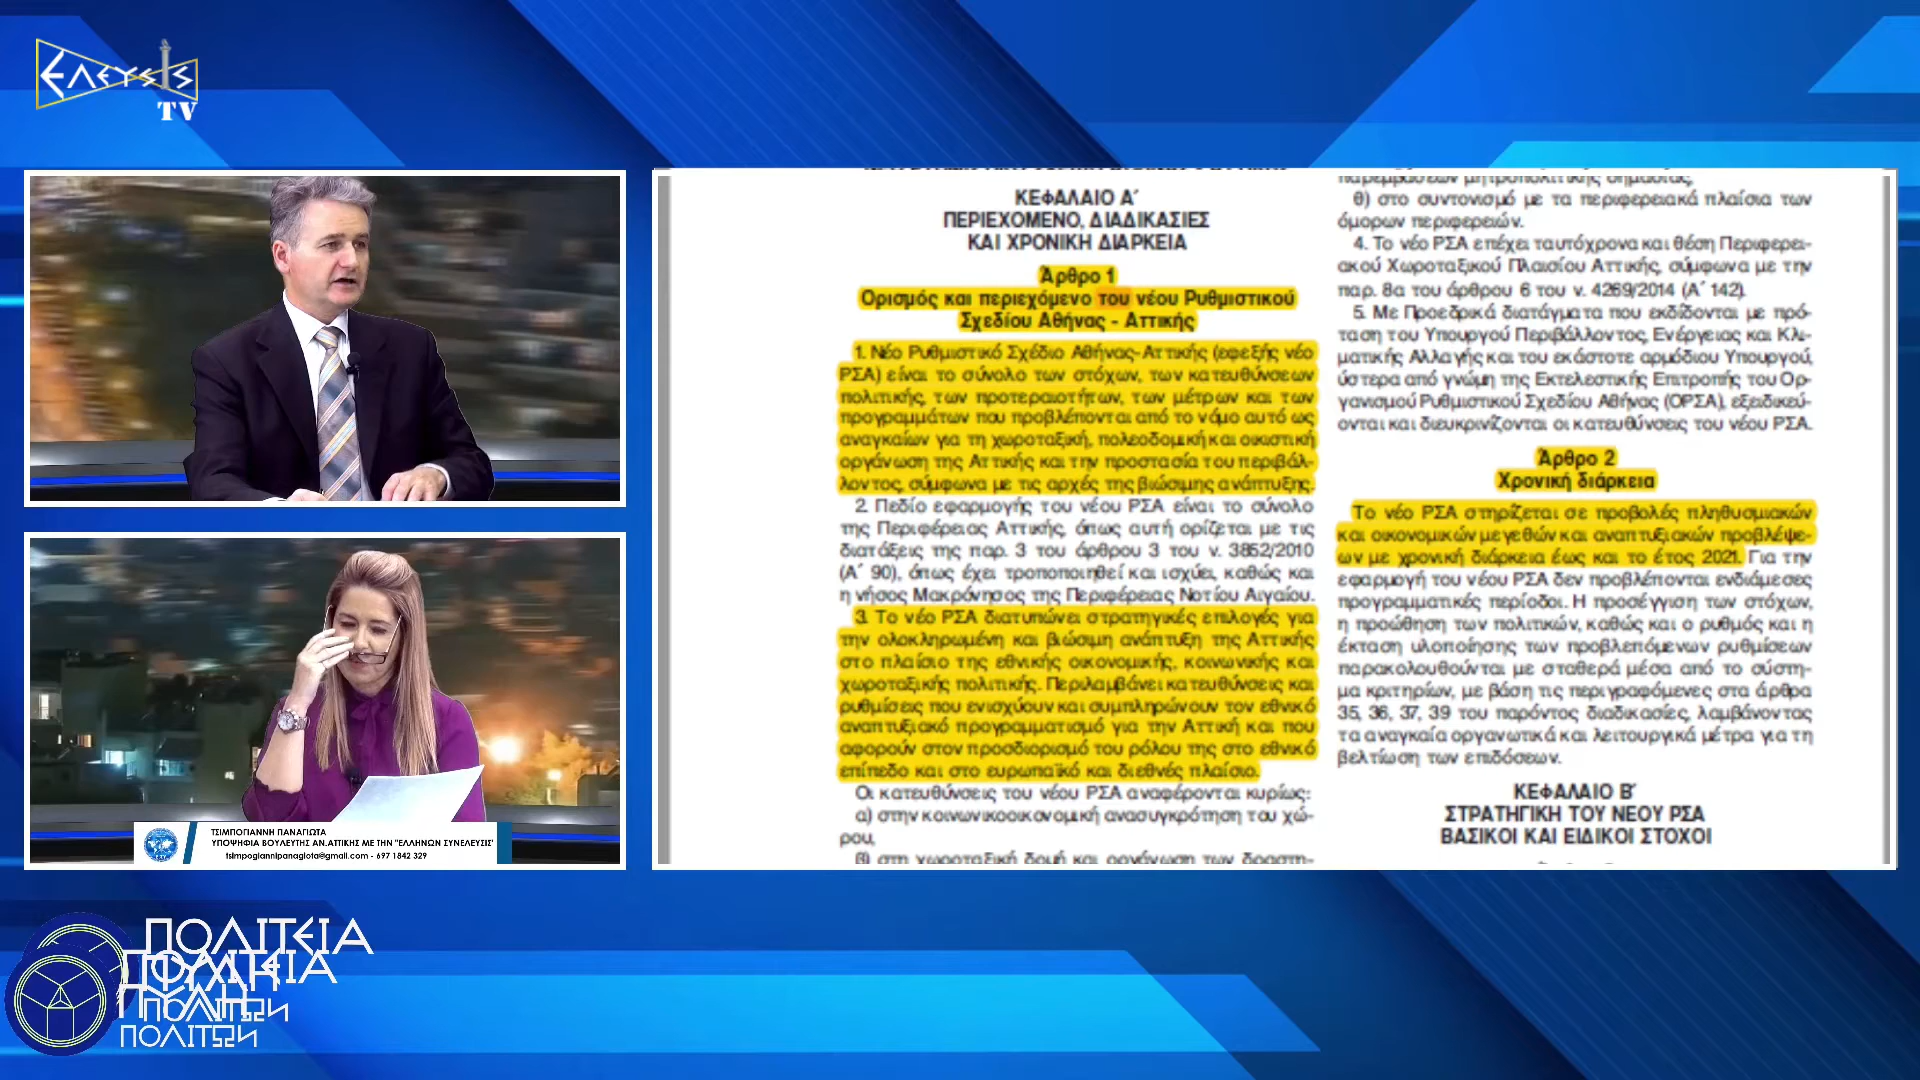 ΕΛΕΥΣΙΣ
TV
ΤΣΙΜΠΟΓΙΑΝΝΗ ΠΑΝΑΓΙΩΤΑ
ΥΠΟΨΗΦΙΑ ΒΟΥΛΕΥΤΗΣ ΑΝ.ΑΤΤΙΚΗΣ ΜΕ ΤΗΝ "ΕΛΛΗΝΩΝ ΣΥΝΕΛΕΥΣΙΣ"
tsimpogiannipanagiota@gmail.com - 697 1842 329
ΚΕΦΑΛΑΙΟ Α΄
ΠΕΡΙΕΧΟΜΕΝΟ, ΔΙΑΔΙΚΑΣΙΕΣ
ΚΑΙ ΧΡΟΝΙΚΗ ΔΙΑΡΚΕΙΑ
Άρθρο 1
Ορισμός και περιεχόμενο του νέου Ρυθμιστικού
Σχεδίου Αθήνας - Αττικής
1. Νέο Ρυθμιστικό Σχέδιο Αθήνας-Αττικής (εφεξής νέο
ΡΣΑ) είναι το σύνολο των στόχων, των κατευθύνσεων
πολιτικής, των προτεραιοτήτων, των μέτρων και των
προγραμμάτων που προβλέπονται από το νόμο αυτό ως
αναγκαίων για τη χωροταξική, πολεοδομική και οικιστική
οργάνωση της Αττικής και την προστασία του περιβάλ-
λοντος, σύμφωνα με τις αρχές της βιώσιμης ανάπτυξης.
2. Πεδίο εφαρμογής του νέου ΡΣΑ είναι το σύνολο
της Περιφέρειας Αττικής, όπως αυτή ορίζεται με τις
διατάξεις της παρ. 3 του άρθρου 3 του ν. 3852/2010
(Α΄ 90), όπως έχει τροποποιηθεί και ισχύει, καθώς και
η νήσος Μακρόνησος της Περιφέρειας Νοτίου Αιγαίου.
3. Το νέο ΡΣΑ διατυπώνει στρατηγικές επιλογές για
την ολοκληρωμένη και βιώσιμη ανάπτυξη της Αττικής
στο πλαίσιο της εθνικής οικονομικής, κοινωνικής και
χωροταξικής πολιτικής. Περιλαμβάνει κατευθύνσεις και
ρυθμίσεις που ενισχύουν και συμπληρώνουν τον εθνικό
αναπτυξιακό προγραμματισμό για την Αττική και που
αφορούν στον προσδιορισμό του ρόλου της στο εθνικό
επίπεδο και στο ευρωπαϊκό και διεθνές πλαίσιο.
Οι κατευθύνσεις του νέου ΡΣΑ αναφέρονται κυρίως:
α) στην κοινωνικοοικονομική ανασυγκρότηση του χώ-
ρου,
β) στη χωροταξική δομή και οργάνωση των δραστη-
παρεμβάσεων μητροπολιτικής σημασίας,
θ) στο συντονισμό με τα περιφερειακά πλαίσια των
όμορων περιφερειών.
4. Το νέο ΡΣΑ επέχει ταυτόχρονα και θέση Περιφερει-
ακού Χωροταξικού Πλαισίου Αττικής, σύμφωνα με την
παρ. 8α του άρθρου 6 του ν. 4269/2014 (Α΄ 142).
5. Με Προεδρικά διατάγματα που εκδίδονται με πρό-
ταση του Υπουργού Περιβάλλοντος, Ενέργειας και Κλι-
ματικής Αλλαγής και του εκάστοτε αρμόδιου Υπουργού,
ύστερα από γνώμη της Εκτελεστικής Επιτροπής του Ορ-
γανισμού Ρυθμιστικού Σχεδίου Αθήνας (ΟΡΣΑ), εξειδικεύ-
ονται και διευκρινίζονται οι κατευθύνσεις του νέου ΡΣΑ.
Άρθρο 2
Χρονική διάρκεια
Το νέο ΡΣΑ στηρίζεται σε προβολές πληθυσμιακών
και οικονομικών μεγεθών και αναπτυξιακών προβλέψε-
ων με χρονική διάρκεια έως και το έτος 2021. Για την
εφαρμογή του νέου ΡΣΑ δεν προβλέπονται ενδιάμεσες
προγραμματικές περίοδοι. Η προσέγγιση των στόχων,
η προώθηση των πολιτικών, καθώς και ο ρυθμός και η
έκταση υλοποίησης των προβλεπόμενων ρυθμίσεων
παρακολουθούνται με σταθερά μέσα από το σύστη-
μα κριτηρίων, με βάση τις περιγραφόμενες στα άρθρα
35, 36, 37, 39 του παρόντος διαδικασίες, λαμβάνοντας
τα αναγκαία οργανωτικά και λειτουργικά μέτρα για τη
βελτίωση των επιδόσεων.
ΚΕΦΑΛΑΙΟ Β΄
ΣΤΡΑΤΗΓΙΚΗ ΤΟΥ ΝΕΟΥ ΡΣΑ
ΒΑΣΙΚΟΙ ΚΑΙ ΕΙΔΙΚΟΙ ΣΤΟΧΟΙ
ΠΟΛΙΤΕΙΑ
ΠΟΛΙΤΕΙΑ
ΠΥΛΗ
ΠΟΛΙΤΩΝ
ΠΟΛΙΤΩΝ